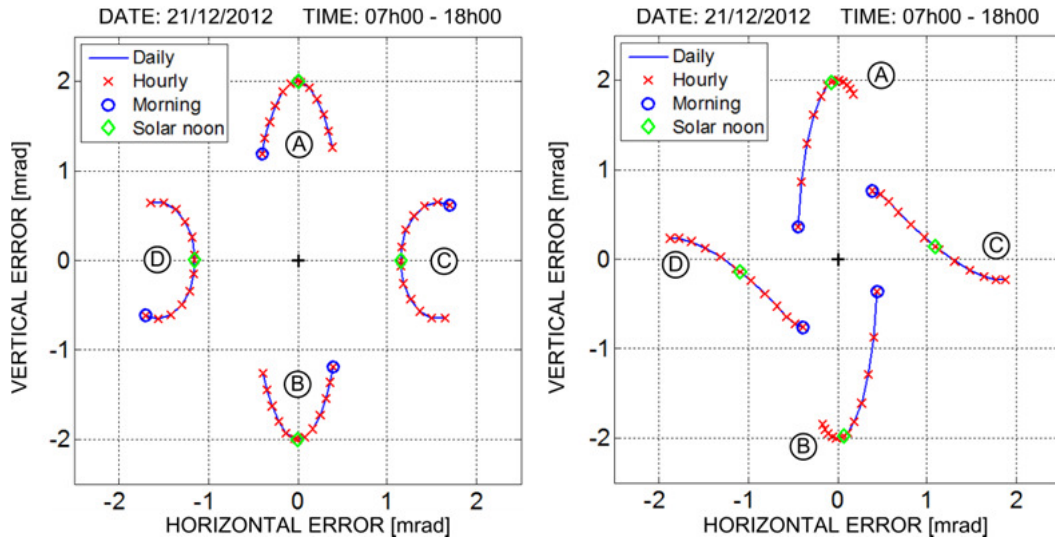 DATE: 21/12/2012 TIME: 07h00 - 18h00
Daily
Hourly
Morning
Solar noon
2
1
0
-1
-2
VERTICAL ERROR [mrad]
A
D
C
B
-2 -1 0 1 2
HORIZONTAL ERROR [mrad]
DATE: 21/12/2012 TIME: 07h00 - 18h00
Daily
Hourly
Morning
Solar noon
2
1
0
-1
-2
VERTICAL ERROR [mrad]
A
C
D
B
-2 -1 0 1 2
HORIZONTAL ERROR [mrad]